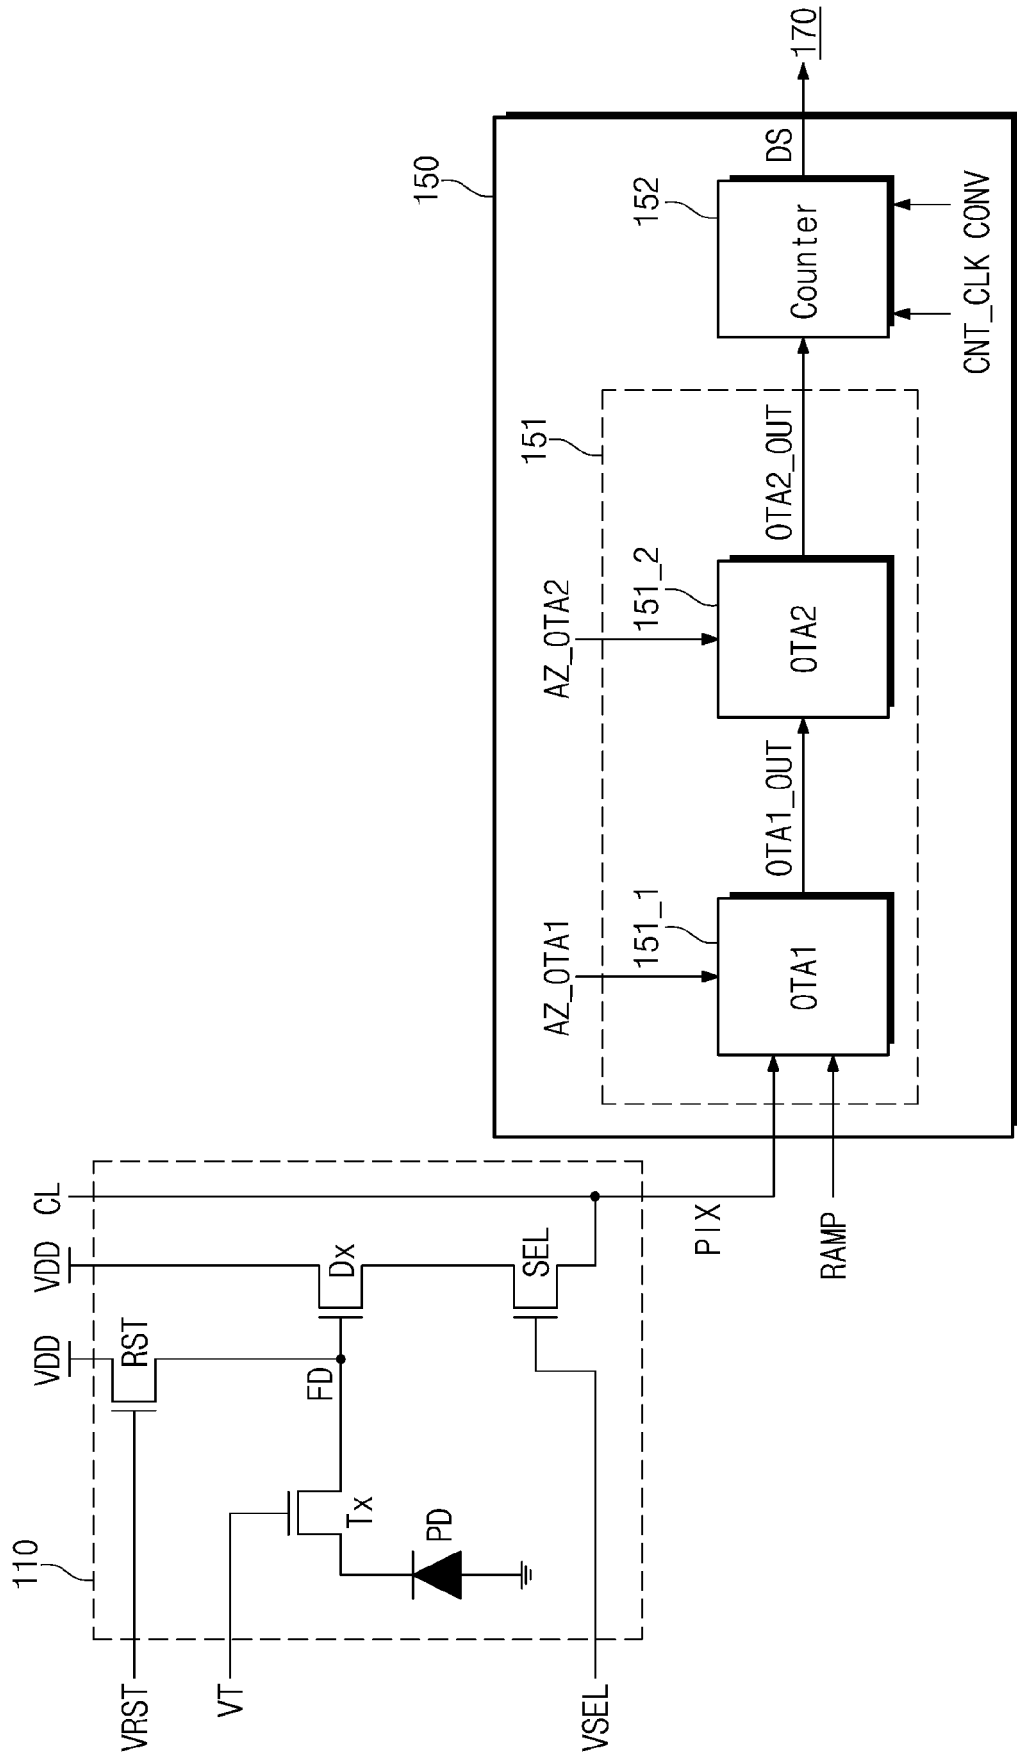 110
VDD
VDD
CL
VRST
RST
VT
Tx
FD
Dx
PD
SEL
VSEL
PIX
RAMP
150
151
AZ_OTA1
151_1
OTA1
OTA1_OUT
AZ_OTA2
151_2
OTA2
OTA2_OUT
152
Counter
CNT_CLK
CONV
DS
170